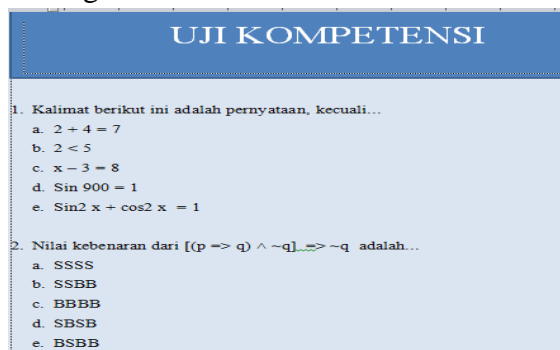 UJI KOMPETENSI
1. Kalimat berikut ini adalah pernyataan, kecuali...
a. 2 + 4 = 7
b. 2 < 5
c. x – 3 = 8
d. Sin 900 = 1
e. Sin2 x + cos2 x = 1
2. Nilai kebenaran dari [(p => q) ∧ ~q] => ~q adalah...
a. SSSS
b. SSBB
c. BBBB
d. SBSB
e. BSBB